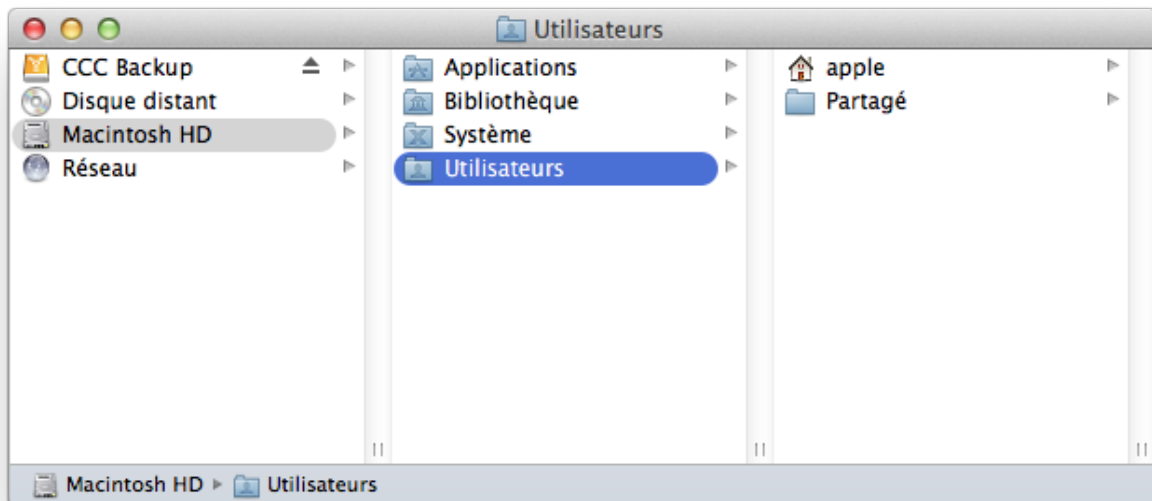 Utilisateurs
CCC Backup
Disque distant
Macintosh HD
Réseau
Applications
Bibliothèque
Système
Utilisateurs
apple
Partagé
Macintosh HD ▸ Utilisateurs